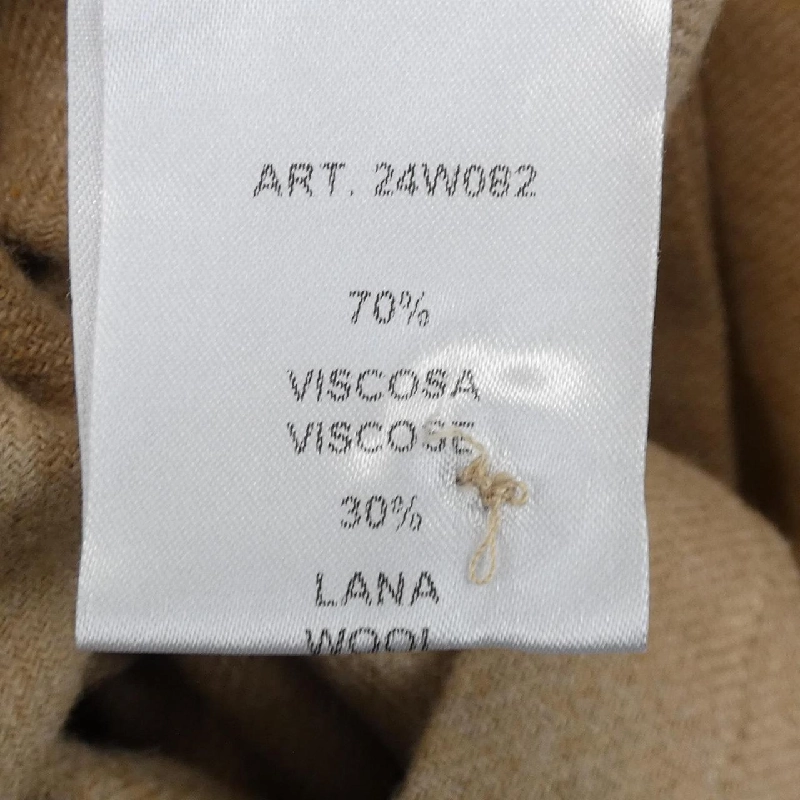 ART. 24W082
70%
VISCOSA
VISCOSE
30%
LANA
WOOL